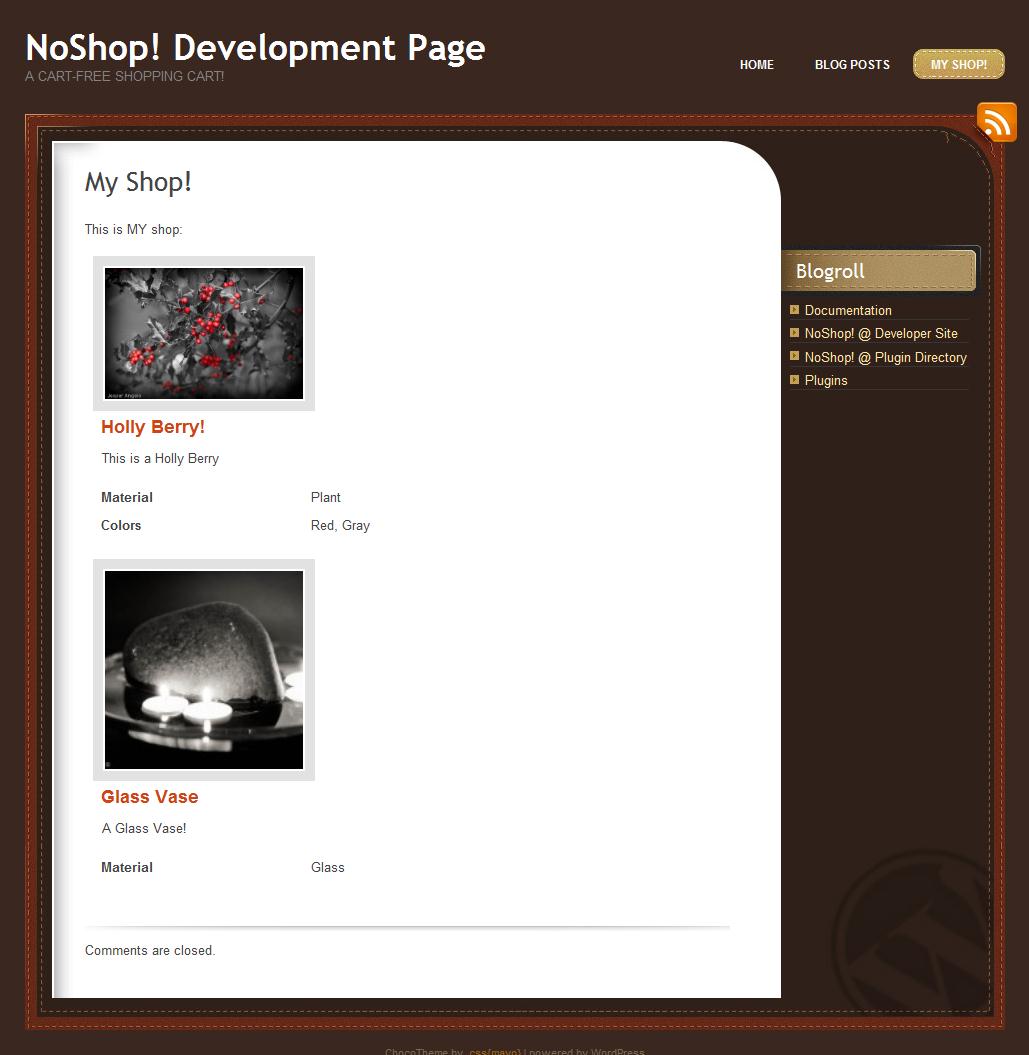 NoShop! Development Page
A CART-FREE SHOPPING CART!
HOME
BLOG POSTS
MY SHOP!
My Shop!
This is MY shop:
Jesper Angelo
Holly Berry!
This is a Holly Berry
Material Plant
Colors Red, Gray
Glass Vase
A Glass Vase!
Material Glass
Comments are closed.
Blogroll
Documentation
NoShop! @ Developer Site
NoShop! @ Plugin Directory
Plugins
ChocoTheme by .css{mayo} | powered by WordPress